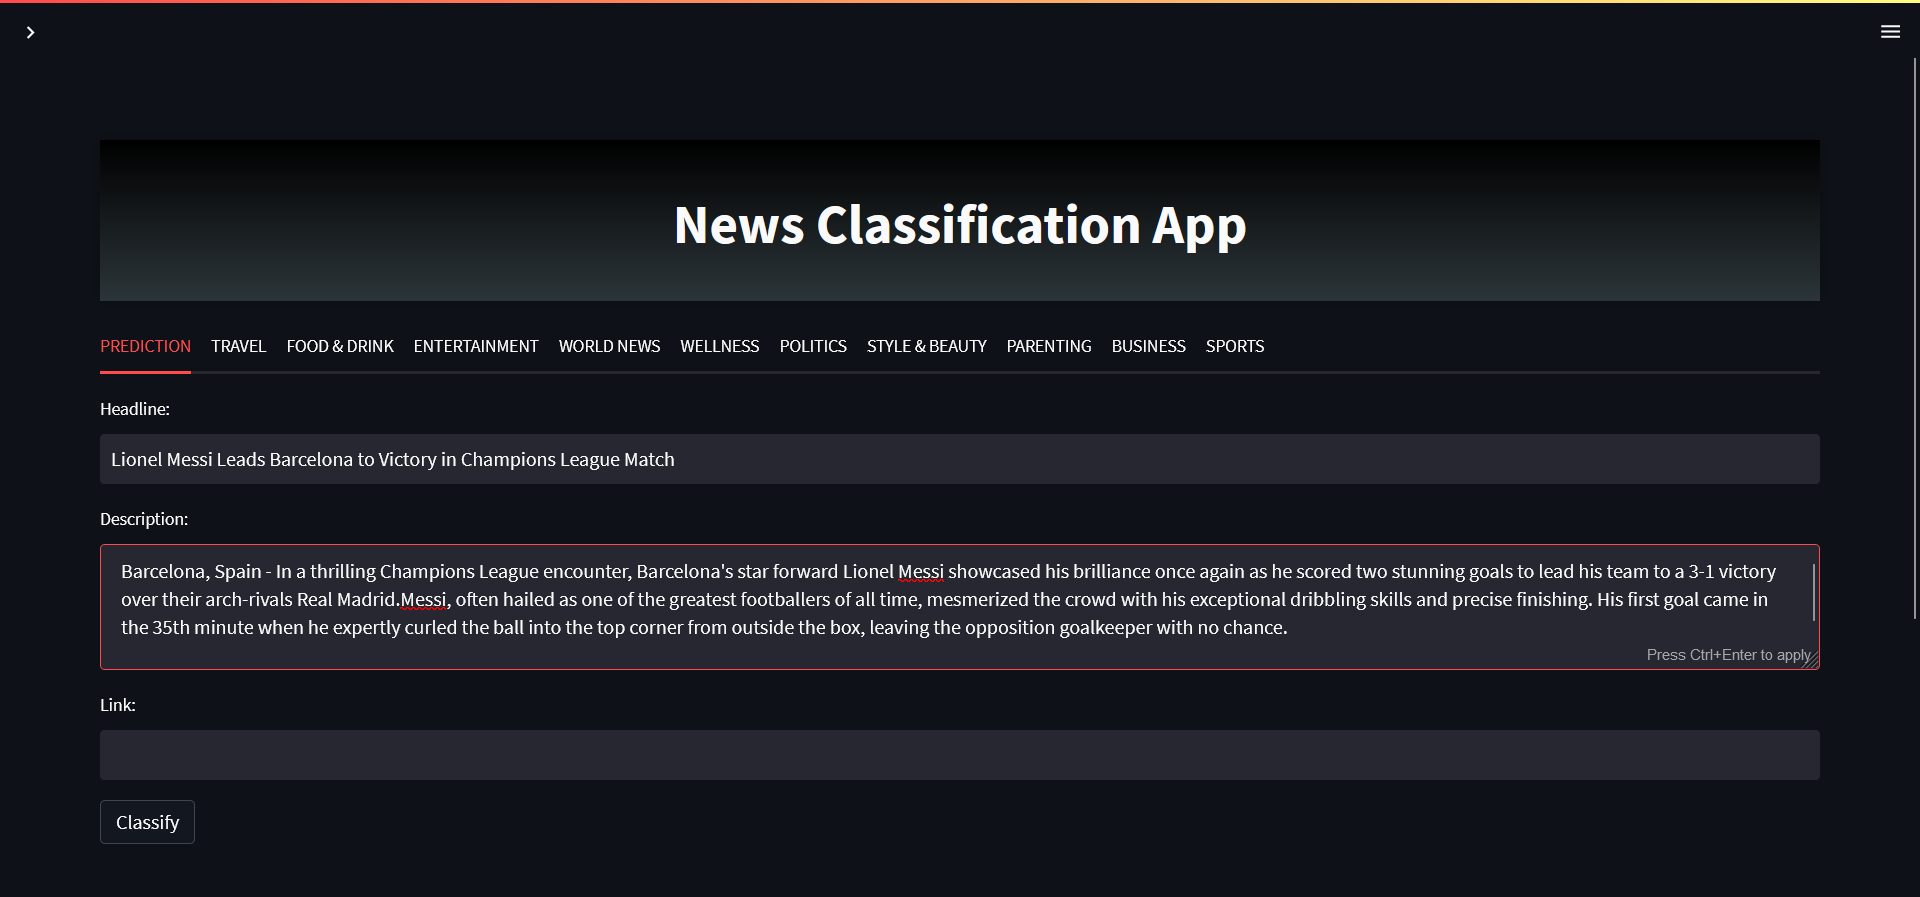 News Classification App
PREDICTION TRAVEL FOOD & DRINK ENTERTAINMENT WORLD NEWS WELLNESS POLITICS STYLE & BEAUTY PARENTING BUSINESS SPORTS
Headline:
Lionel Messi Leads Barcelona to Victory in Champions League Match
Description:
Barcelona, Spain - In a thrilling Champions League encounter, Barcelona's star forward Lionel Messi showcased his brilliance once again as he scored two stunning goals to lead his team to a 3-1 victory
over their arch-rivals Real Madrid.Messi, often hailed as one of the greatest footballers of all time, mesmerized the crowd with his exceptional dribbling skills and precise finishing. His first goal came in
the 35th minute when he expertly curled the ball into the top corner from outside the box, leaving the opposition goalkeeper with no chance.
Press Ctrl+Enter to apply
Link:
Classify